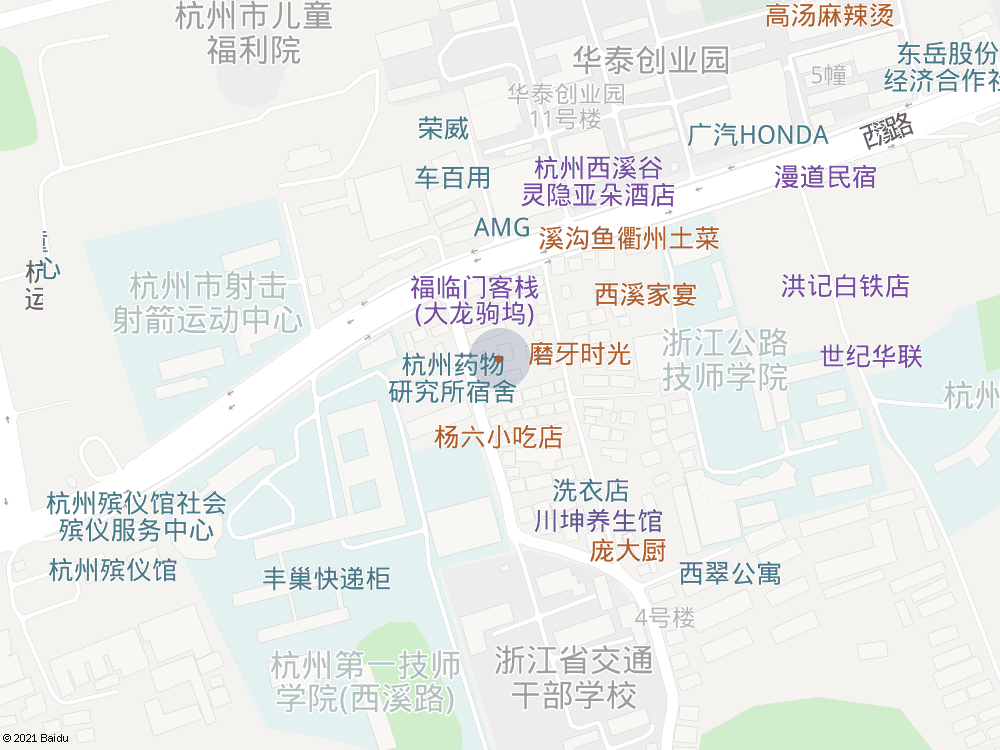 杭州市儿童
福利院
高汤麻辣烫
华泰创业园
东岳股份
经济合作社
5幢
华泰创业园
11号楼
荣威
广汽HONDA
西溪路
车百用
杭州西溪谷
灵隐亚朵酒店
漫道民宿
AMG
溪沟鱼衢州土菜
心
杭
运
杭州市射击
射箭运动中心
福临门客栈
(大龙驹坞)
西溪家宴
洪记白铁店
杭州药物
研究所宿舍
磨牙时光
浙江公路
技师学院
世纪华联
杭州
杨六小吃店
杭州殡仪馆社会
殡仪服务中心
洗衣店
川坤养生馆
庞大厨
杭州殡仪馆
丰巢快递柜
西翠公寓
4号楼
杭州第一技师
学院(西溪路)
浙江省交通
干部学校
© 2021 Baidu